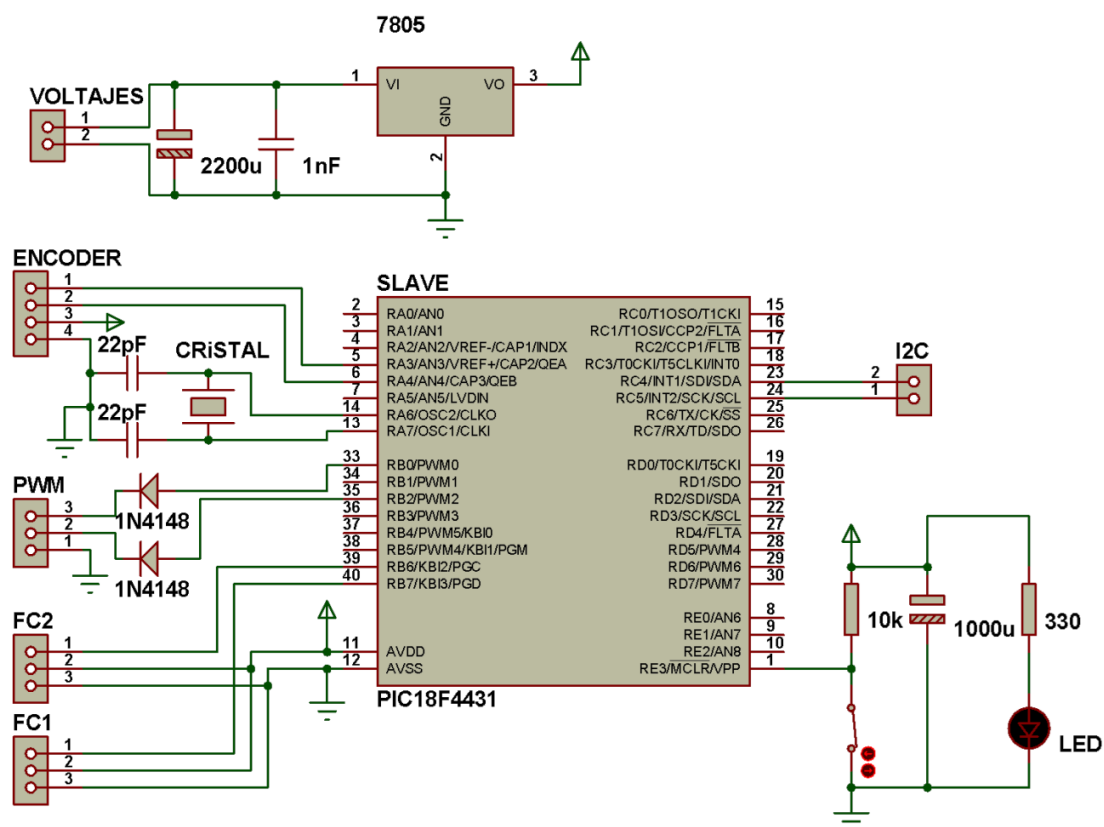 7805
VOLTAJES
1
2
1
VI
VO
3
GND
2
2200u
1nF
ENCODER
1
2
3
4
22pF
CRiSTAL
22pF
SLAVE
2
RA0/AN0
3
RA1/AN1
4
RA2/AN2/VREF-/CAP1/INDX
5
RA3/AN3/VREF+/CAP2/QEA
6
RA4/AN4/CAP3/QEB
7
RA5/AN5/LVDIN
14
RA6/OSC2/CLKO
13
RA7/OSC1/CLKI
33
RB0/PWM0
34
RB1/PWM1
35
RB2/PWM2
36
RB3/PWM3
37
RB4/PWM5/KBI0
38
RB5/PWM4/KBI1/PGM
39
RB6/KBI2/PGC
40
RB7/KBI3/PGD
11
AVDD
12
AVSS
RC0/T1OSO/T1CKI
15
RC1/T1OSI/CCP2/FLTA
16
RC2/CCP1/FLTB
17
RC3/T0CKI/T5CLKI/INT0
18
RC4/INT1/SDI/SDA
23
RC5/INT2/SCK/SCL
24
RC6/TX/CK/SS
25
RC7/RX/TD/SDO
26
RD0/T0CKI/T5CKI
19
RD1/SDO
20
RD2/SDI/SDA
21
RD3/SCK/SCL
22
RD4/FLTA
27
RD5/PWM4
28
RD6/PWM6
29
RD7/PWM7
30
RE0/AN6
8
RE1/AN7
9
RE2/AN8
10
RE3/MCLR/VPP
1
PIC18F4431
I2C
2
1
PWM
3
2
1
1N4148
1N4148
FC2
1
2
3
FC1
1
2
3
10k
1000u
330
LED